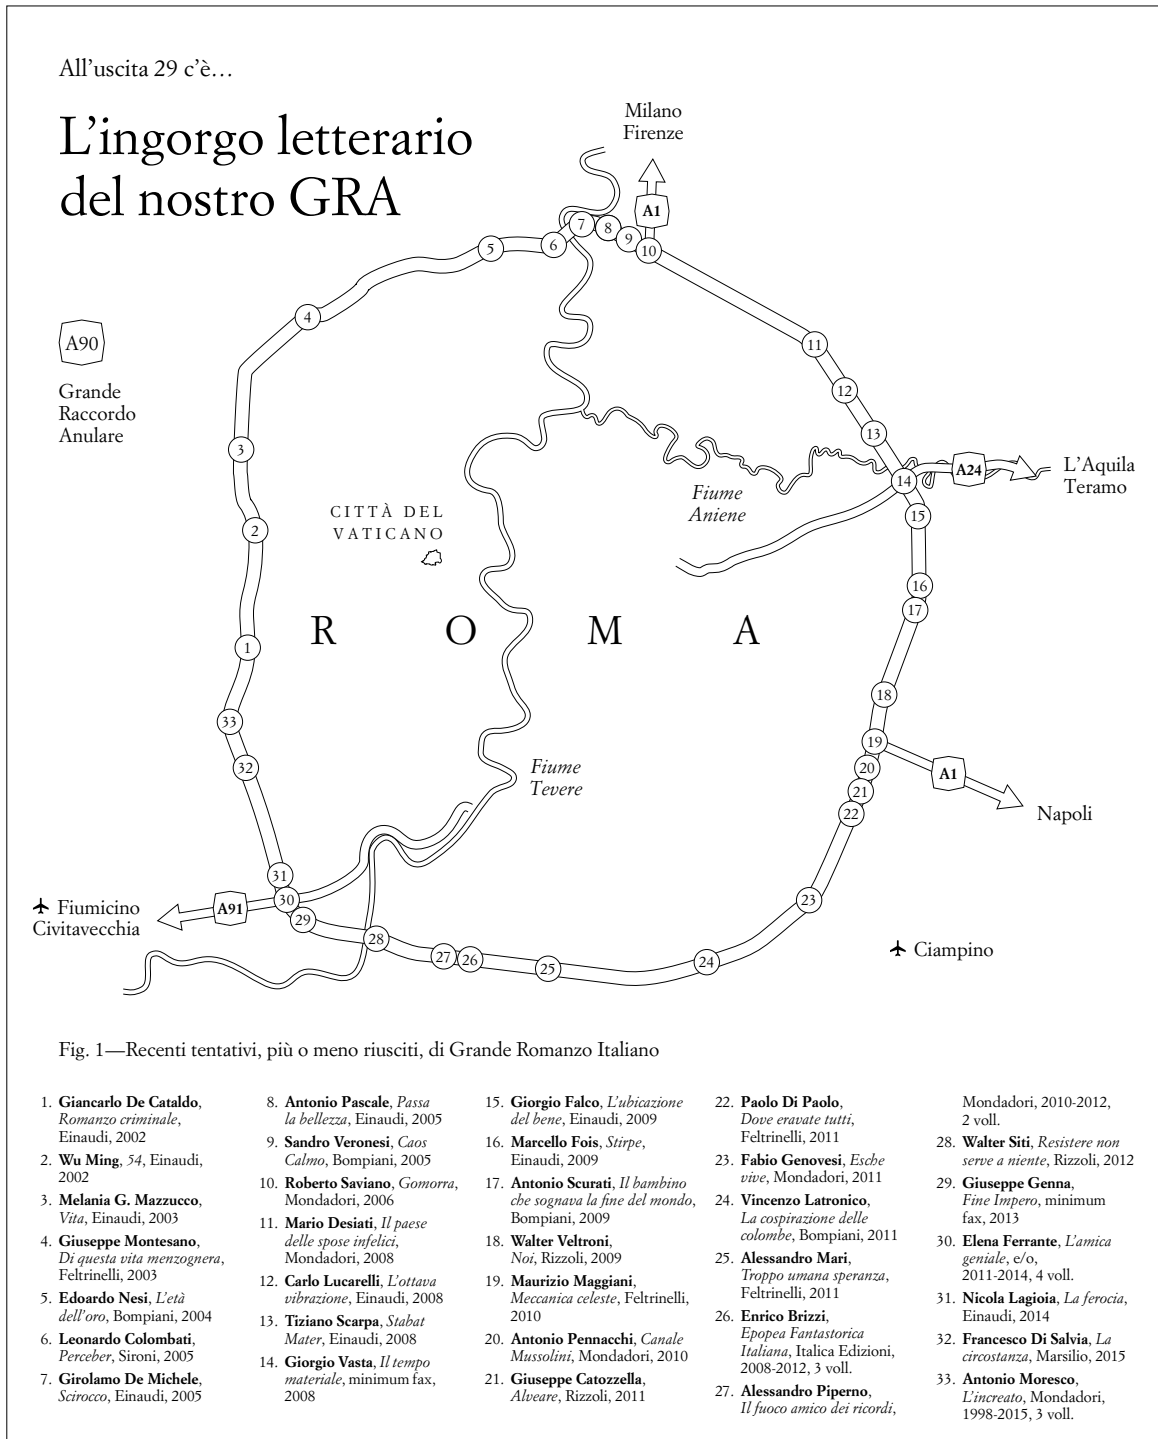 All'uscita 29 c'è…
L'ingorgo letterario
del nostro GRA
Milano
Firenze
A1
7
8
9
10
6
5
4
11
12
13
A90
Grande
Raccordo
Anulare
3
2
CITTÀ DEL
VATICANO
Fiume
Aniene
14
A24
L'Aquila
Teramo
15
16
17
R O M A
1
33
32
18
19
20
21
22
A1
Napoli
Fiume
Tevere
31
30
29
A91
Fiumicino
Civitavecchia
28
27
26
25
24
23
Ciampino
Fig. 1—Recenti tentativi, più o meno riusciti, di Grande Romanzo Italiano
1. Giancarlo De Cataldo,
Romanzo criminale,
Einaudi, 2002
2. Wu Ming, 54, Einaudi,
2002
3. Melania G. Mazzucco,
Vita, Einaudi, 2003
4. Giuseppe Montesano,
Di questa vita menzognera,
Feltrinelli, 2003
5. Edoardo Nesi, L'età
dell'oro, Bompiani, 2004
6. Leonardo Colombati,
Perceber, Sironi, 2005
7. Girolamo De Michele,
Scirocco, Einaudi, 2005
8. Antonio Pascale, Passa
la bellezza, Einaudi, 2005
9. Sandro Veronesi, Caos
Calmo, Bompiani, 2005
10. Roberto Saviano, Gomorra,
Mondadori, 2006
11. Mario Desiati, Il paese
delle spose infelici,
Mondadori, 2008
12. Carlo Lucarelli, L'ottava
vibrazione, Einaudi, 2008
13. Tiziano Scarpa, Stabat
Mater, Einaudi, 2008
14. Giorgio Vasta, Il tempo
materiale, minimum fax,
2008
15. Giorgio Falco, L'ubicazione
del bene, Einaudi, 2009
16. Marcello Fois, Stirpe,
Einaudi, 2009
17. Antonio Scurati, Il bambino
che sognava la fine del mondo,
Bompiani, 2009
18. Walter Veltroni,
Noi, Rizzoli, 2009
19. Maurizio Maggiani,
Meccanica celeste, Feltrinelli,
2010
20. Antonio Pennacchi, Canale
Mussolini, Mondadori, 2010
21. Giuseppe Catozzella,
Alveare, Rizzoli, 2011
22. Paolo Di Paolo,
Dove eravate tutti,
Feltrinelli, 2011
23. Fabio Genovesi, Esche
vive, Mondadori, 2011
24. Vincenzo Latronico,
La cospirazione delle
colombe, Bompiani, 2011
25. Alessandro Mari,
Troppo umana speranza,
Feltrinelli, 2011
26. Enrico Brizzi,
Epopea Fantastorica
Italiana, Italica Edizioni,
2008-2012, 3 voll.
27. Alessandro Piperno,
Il fuoco amico dei ricordi,
Mondadori, 2010-2012,
2 voll.
28. Walter Siti, Resistere non
serve a niente, Rizzoli, 2012
29. Giuseppe Genna,
Fine Impero, minimum
fax, 2013
30. Elena Ferrante, L'amica
geniale, e/o,
2011-2014, 4 voll.
31. Nicola Lagioia, La ferocia,
Einaudi, 2014
32. Francesco Di Salvia, La
circostanza, Marsilio, 2015
33. Antonio Moresco,
L'increato, Mondadori,
1998-2015, 3 voll.